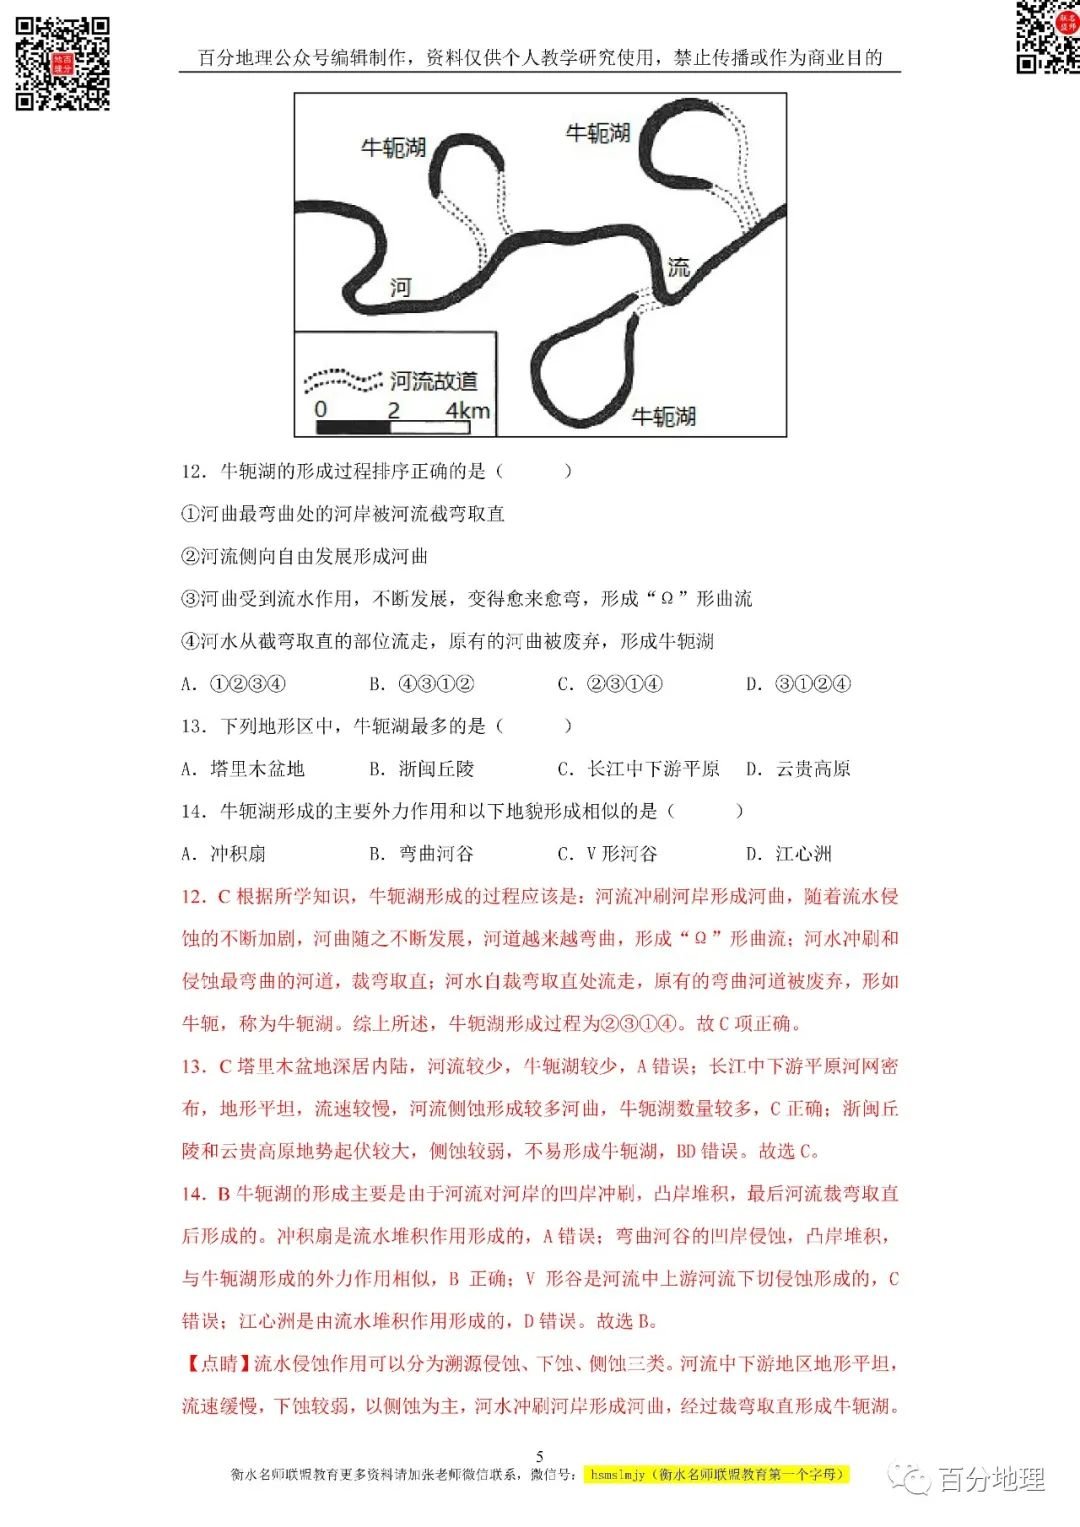 百分地理公众号编辑制作，资料仅供个人教学研究使用，禁止传播或作为商业目的
牛轭湖
牛轭湖
河
流
牛轭湖
河流故道
0 2 4km
12．牛轭湖的形成过程排序正确的是（ ）
①河曲最弯曲处的河岸被河流截弯取直
②河流侧向自由发展形成河曲
③河曲受到流水作用，不断发展，变得愈来愈弯，形成“Ω”形曲流
④河水从截弯取直的部位流走，原有的河曲被废弃，形成牛轭湖
A．①②③④ B．④③①② C．②③①④ D．③①②④
13．下列地形区中，牛轭湖最多的是（ ）
A．塔里木盆地 B．浙闽丘陵 C．长江中下游平原 D．云贵高原
14．牛轭湖形成的主要外力作用和以下地貌形成相似的是（ ）
A．冲积扇 B．弯曲河谷 C．V形河谷 D．江心洲
12．C 根据所学知识，牛轭湖形成的过程应该是：河流冲刷河岸形成河曲，随着流水侵
蚀的不断加剧，河曲随之不断发展，河道越来越弯曲，形成“Ω”形曲流；河水冲刷和
侵蚀最弯曲的河道，裁弯取直；河水自裁弯取直处流走，原有的弯曲河道被废弃，形如
牛轭，称为牛轭湖。综上所述，牛轭湖形成过程为②③①④。故 C 项正确。
13．C 塔里木盆地深居内陆，河流较少，牛轭湖较少，A 错误；长江中下游平原河网密
布，地形平坦，流速较慢，河流侧蚀形成较多河曲，牛轭湖数量较多，C 正确；浙闽丘
陵和云贵高原地势起伏较大，侧蚀较弱，不易形成牛轭湖，BD 错误。故选 C。
14．B 牛轭湖的形成主要是由于河流对河岸的凹岸冲刷，凸岸堆积，最后河流裁弯取直
后形成的。冲积扇是流水堆积作用形成的，A 错误；弯曲河谷的凹岸侵蚀，凸岸堆积，
与牛轭湖形成的外力作用相似，B 正确；V 形谷是河流中上游河流下切侵蚀形成的，C
错误；江心洲是由流水堆积作用形成的，D 错误。故选 B。
【点睛】流水侵蚀作用可以分为溯源侵蚀、下蚀、侧蚀三类。河流中下游地区地形平坦，
流速缓慢，下蚀较弱，以侧蚀为主，河水冲刷河岸形成河曲，经过裁弯取直形成牛轭湖。
5
衡水名师联盟教育更多资料请加张老师微信联系，微信号： hsmslmjy（衡水名师联盟教育第一个字母）
百分地理